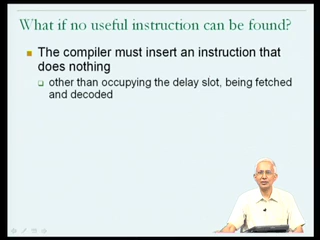 What if no useful instruction can be found?
The compiler must insert an instruction that
does nothing
other than occupying the delay slot, being fetched
and decoded